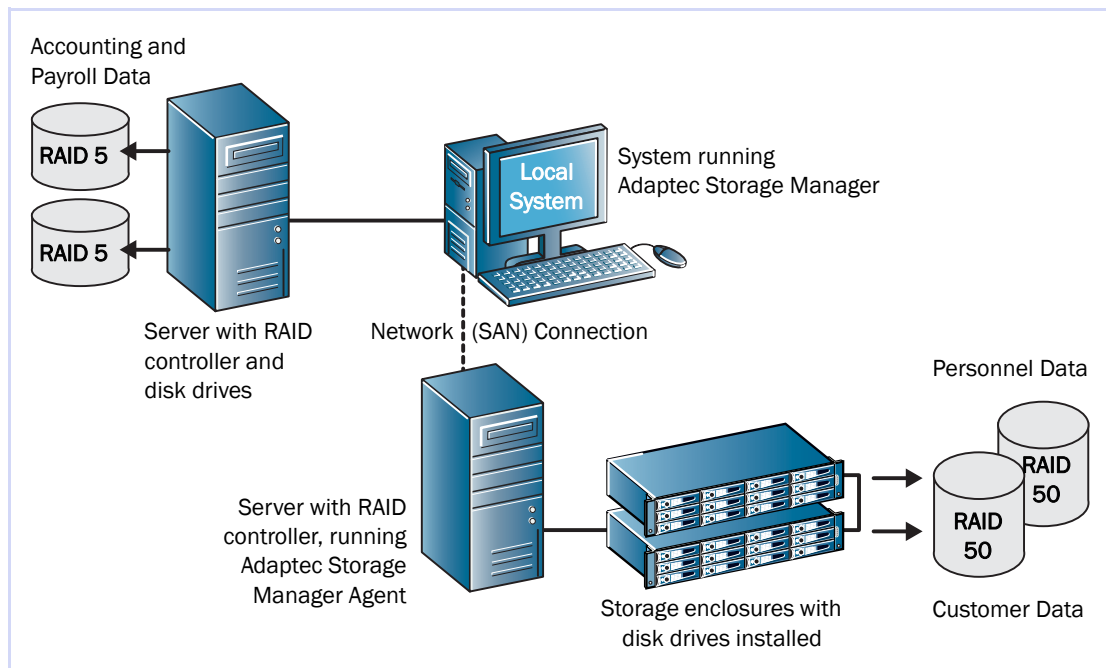 Accounting and
Payroll Data
RAID 5
RAID 5
Server with RAID
controller and
disk drives
Local
System
System running
Adaptec Storage Manager
Network (SAN) Connection
Server with RAID
controller, running
Adaptec Storage
Manager Agent
Storage enclosures with
disk drives installed
Personnel Data
RAID
50
RAID
50
Customer Data